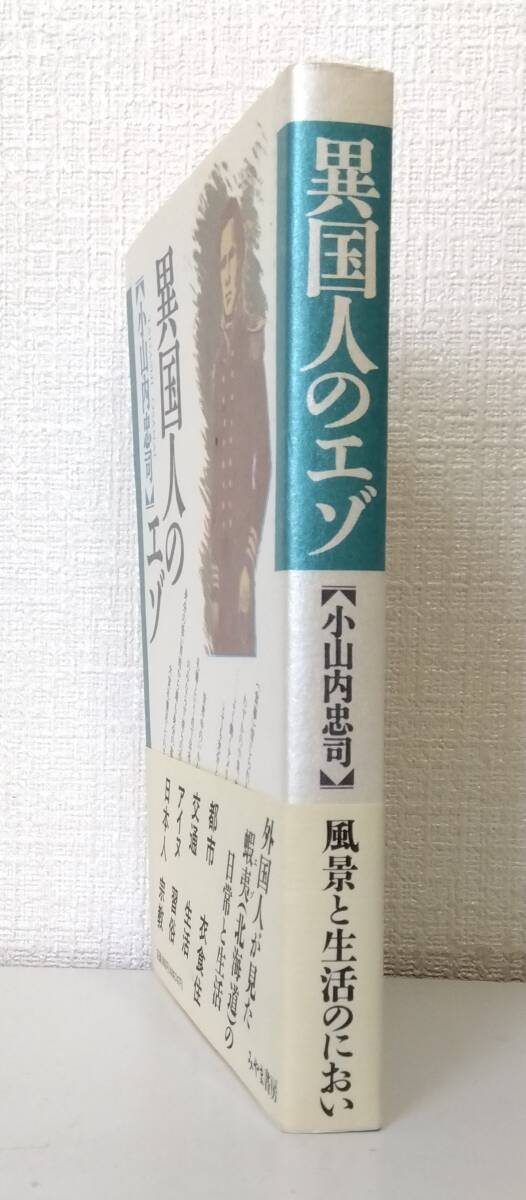 異国人のエゾ
【小山内忠司】
風景と生活のにおい
異国人の
エゾ
【小山内忠司】
外国人が見た
蝦夷(北海道)の
日常と生活
都市 衣食住
交通 生活
アイヌ 習俗
日本人 宗教
みやま書房